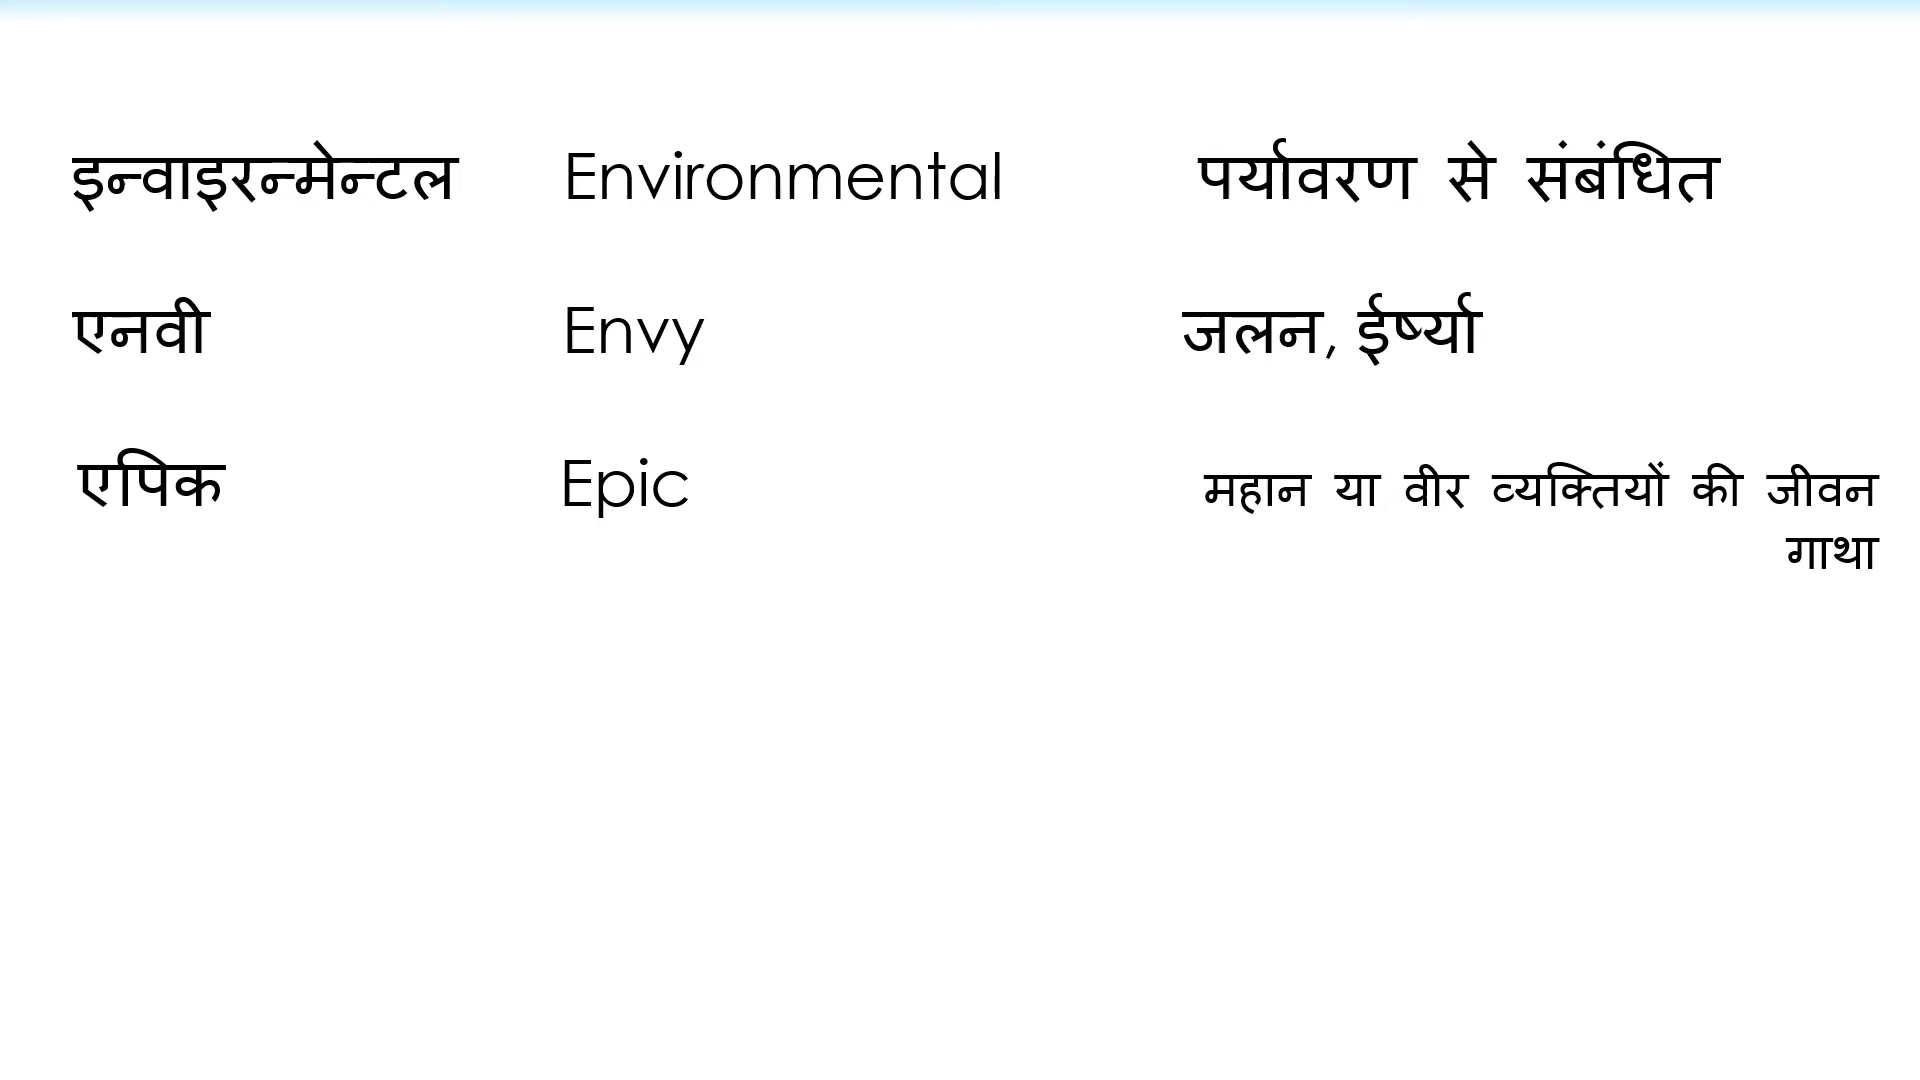 इन्वाइरन्मेन्टल Environmental पर्यावरण से संबंधित
एनवी Envy जलन, ईर्ष्या
एपिक Epic महान या वीर व्यक्तियों की जीवन
गाथा